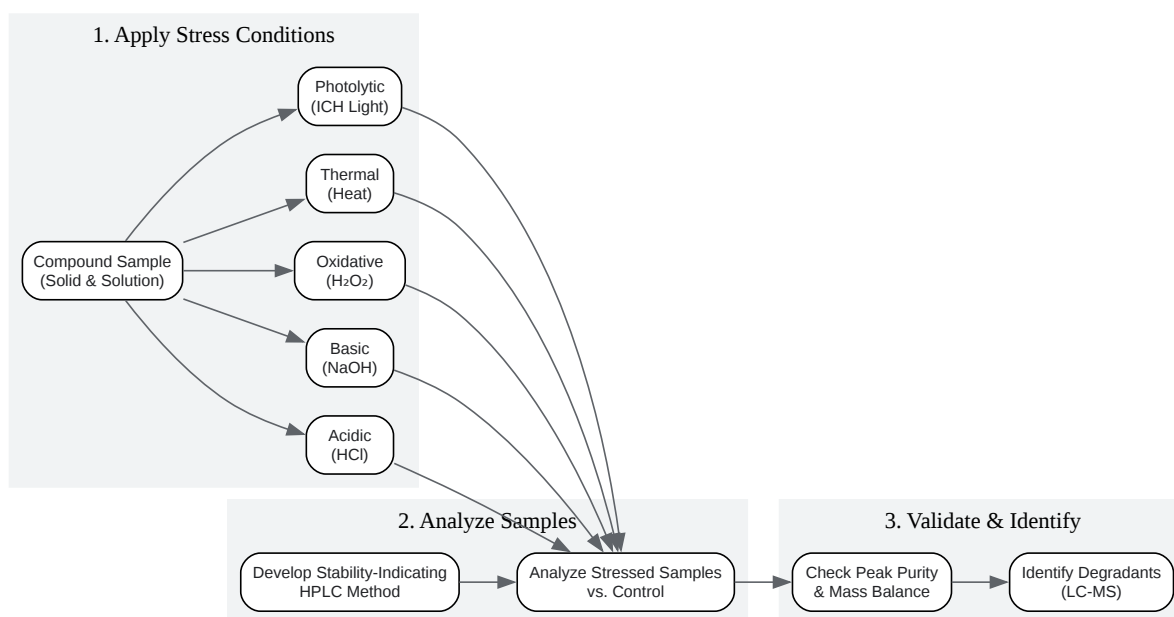 1. Apply Stress Conditions
Photolytic
(ICH Light)
Thermal
(Heat)
Compound Sample
(Solid & Solution)
Oxidative
(H₂O₂)
Basic
(NaOH)
Acidic
(HCl)
2. Analyze Samples
Develop Stability-Indicating
HPLC Method
Analyze Stressed Samples
vs. Control
3. Validate & Identify
Check Peak Purity
& Mass Balance
Identify Degradants
(LC-MS)